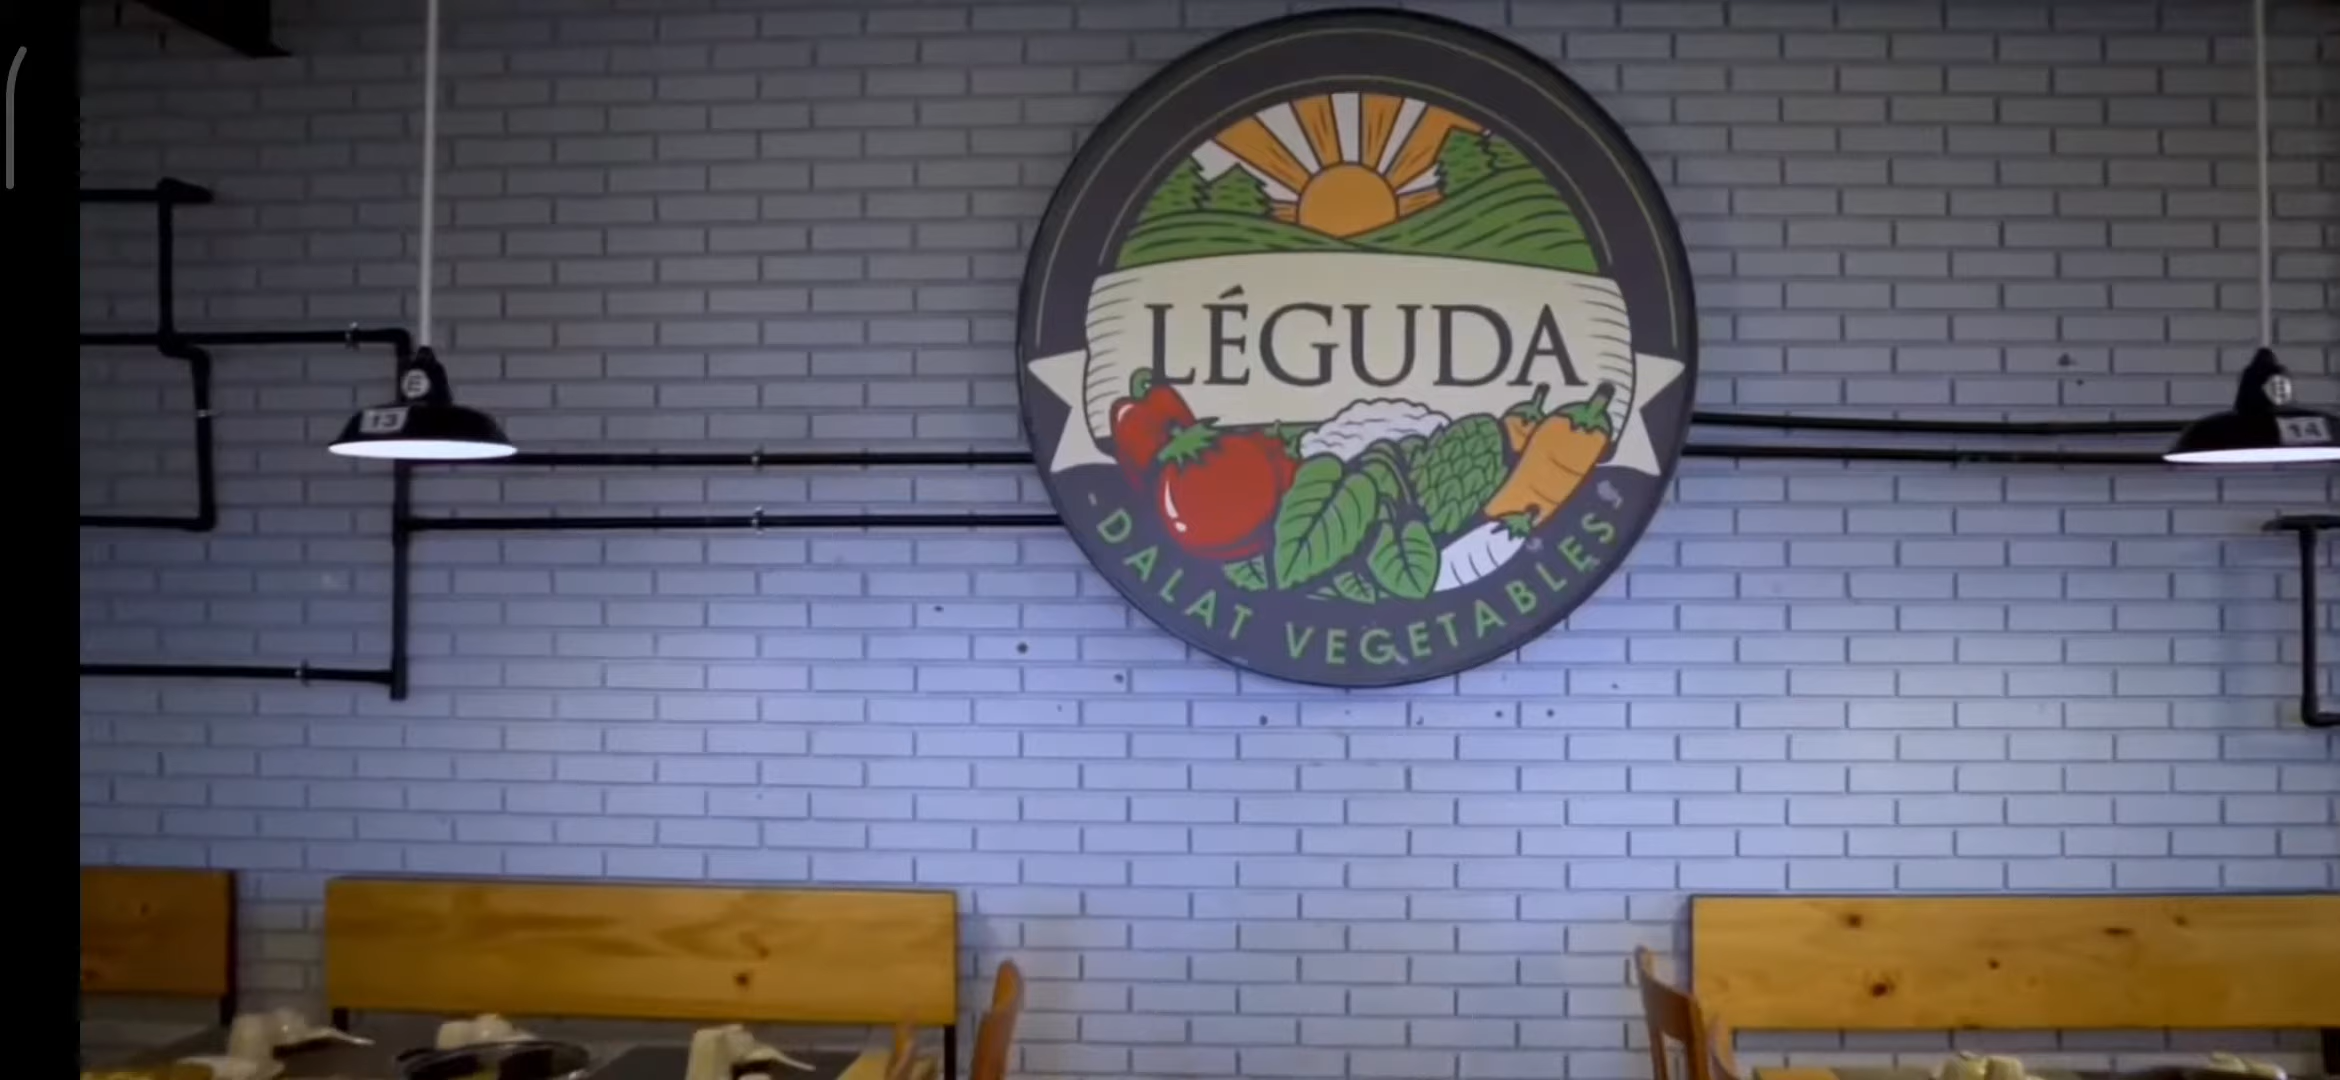 LÉGUDA
- DALAT VEGETABLES -
E
13
14